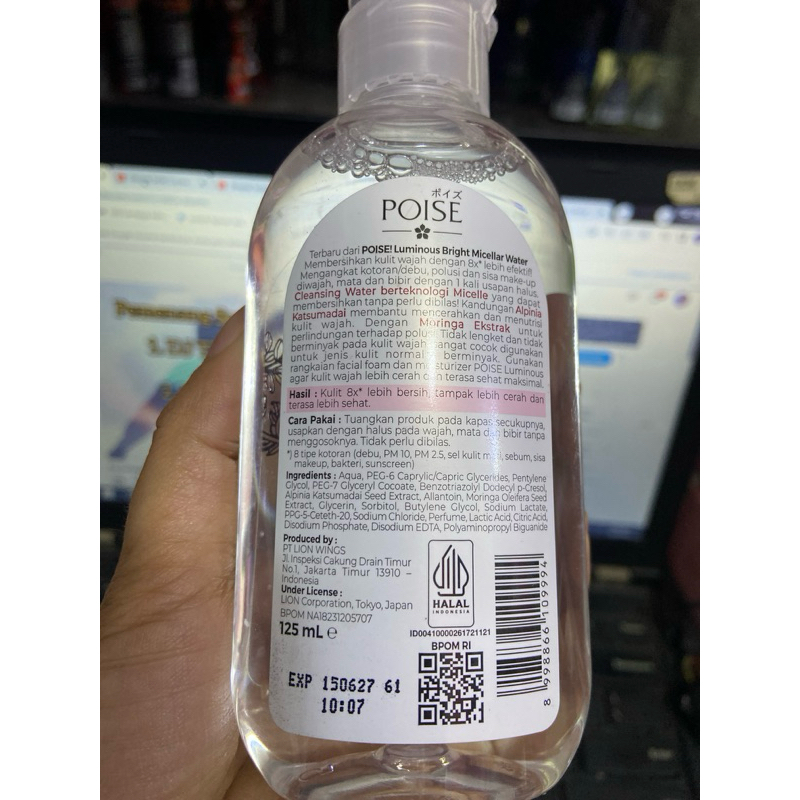 ポイズ
POISE
Terbaru dari POISE! Luminous Bright Micellar Water
Membersihkan kulit wajah dengan 8x* lebih efektif!
Mengangkat kotoran/debu, polusi dan sisa make-up
diwajah, mata dan bibir dengan 1 kali usapan halus.
Cleansing Water berteknologi Micelle yang dapat
membersihkan tanpa perlu dibilas! Kandungan Alpinia
Katsumadai membantu mencerahkan dan menutrisi
kulit wajah. Dengan Moringa Ekstrak untuk
perlindungan terhadap polusi. Tidak lengket dan tidak
berminyak pada kulit wajah sangat cocok digunakan
untuk jenis kulit normal - berminyak. Gunakan
rangkaian facial foam dan moisturizer POISE Luminous
agar kulit wajah lebih cerah dan terasa sehat maksimal.
Hasil : Kulit 8x* lebih bersih, tampak lebih cerah dan
terasa lebih sehat.
Cara Pakai : Tuangkan produk pada kapas secukupnya,
usapkan dengan halus pada wajah, mata dan bibir tanpa
menggosoknya. Tidak perlu dibilas.
*) 8 tipe kotoran (debu, PM 10, PM 2.5, sel kulit mati, sebum, sisa
makeup, bakteri, sunscreen)
Ingredients : Aqua, PEG-6 Caprylic/Capric Glycerides, Pentylene
Glycol, PEG-7 Glyceryl Cocoate, Benzotriazolyl Dodecyl p-Cresol,
Alpinia Katsumadai Seed Extract, Allantoin, Moringa Oleifera Seed
Extract, Glycerin, Sorbitol, Butylene Glycol, Sodium Lactate,
PPG-5-Ceteth-20, Sodium Chloride, Perfume, Lactic Acid, Citric Acid,
Disodium Phosphate, Disodium EDTA, Polyaminopropyl Biguanide
Produced by :
PT LION WINGS
Jl. Inspeksi Cakung Drain Timur
No.1, Jakarta Timur 13910 –
Indonesia
Under License :
LION Corporation, Tokyo, Japan
BPOM NA18231205707
125 mL ℮
HALAL
INDONESIA
ID00410000261721121
BPOM RI
EXP 150627 61
10:07
8 998866 109994